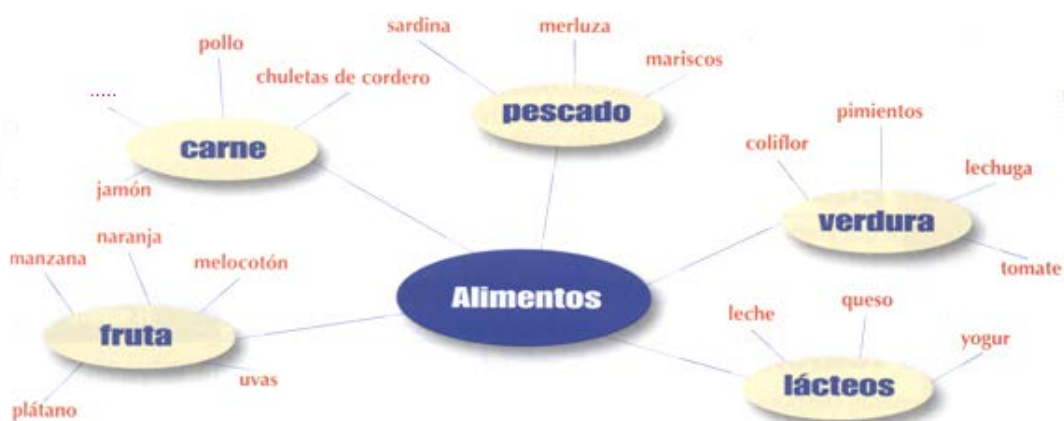 pollo
chuletas de cordero
.....
carne
jamón
sardina
merluza
mariscos
pescado
pimientos
coliflor
lechuga
verdura
tomate
Alimentos
naranja
manzana
melocotón
fruta
uvas
plátano
queso
leche
yogur
lácteos